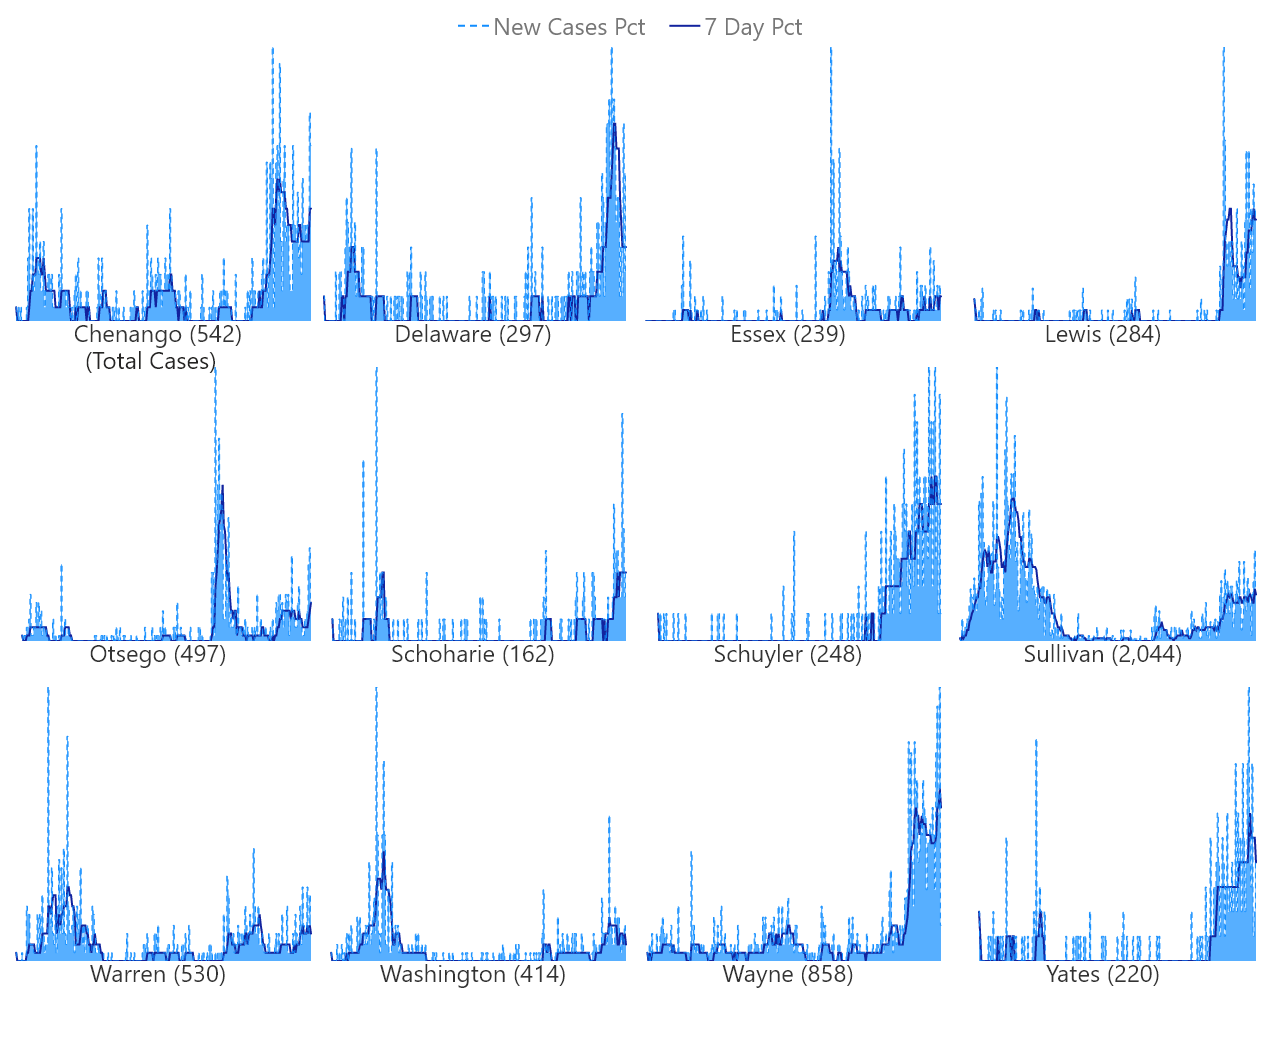 New Cases Pct 7 Day Pct
Chenango (542) Delaware (297) Essex (239) Lewis (284)
(Total Cases)
Otsego (497) Schoharie (162) Schuyler (248) Sullivan (2,044)
Warren (530) Washington (414) Wayne (858) Yates (220)